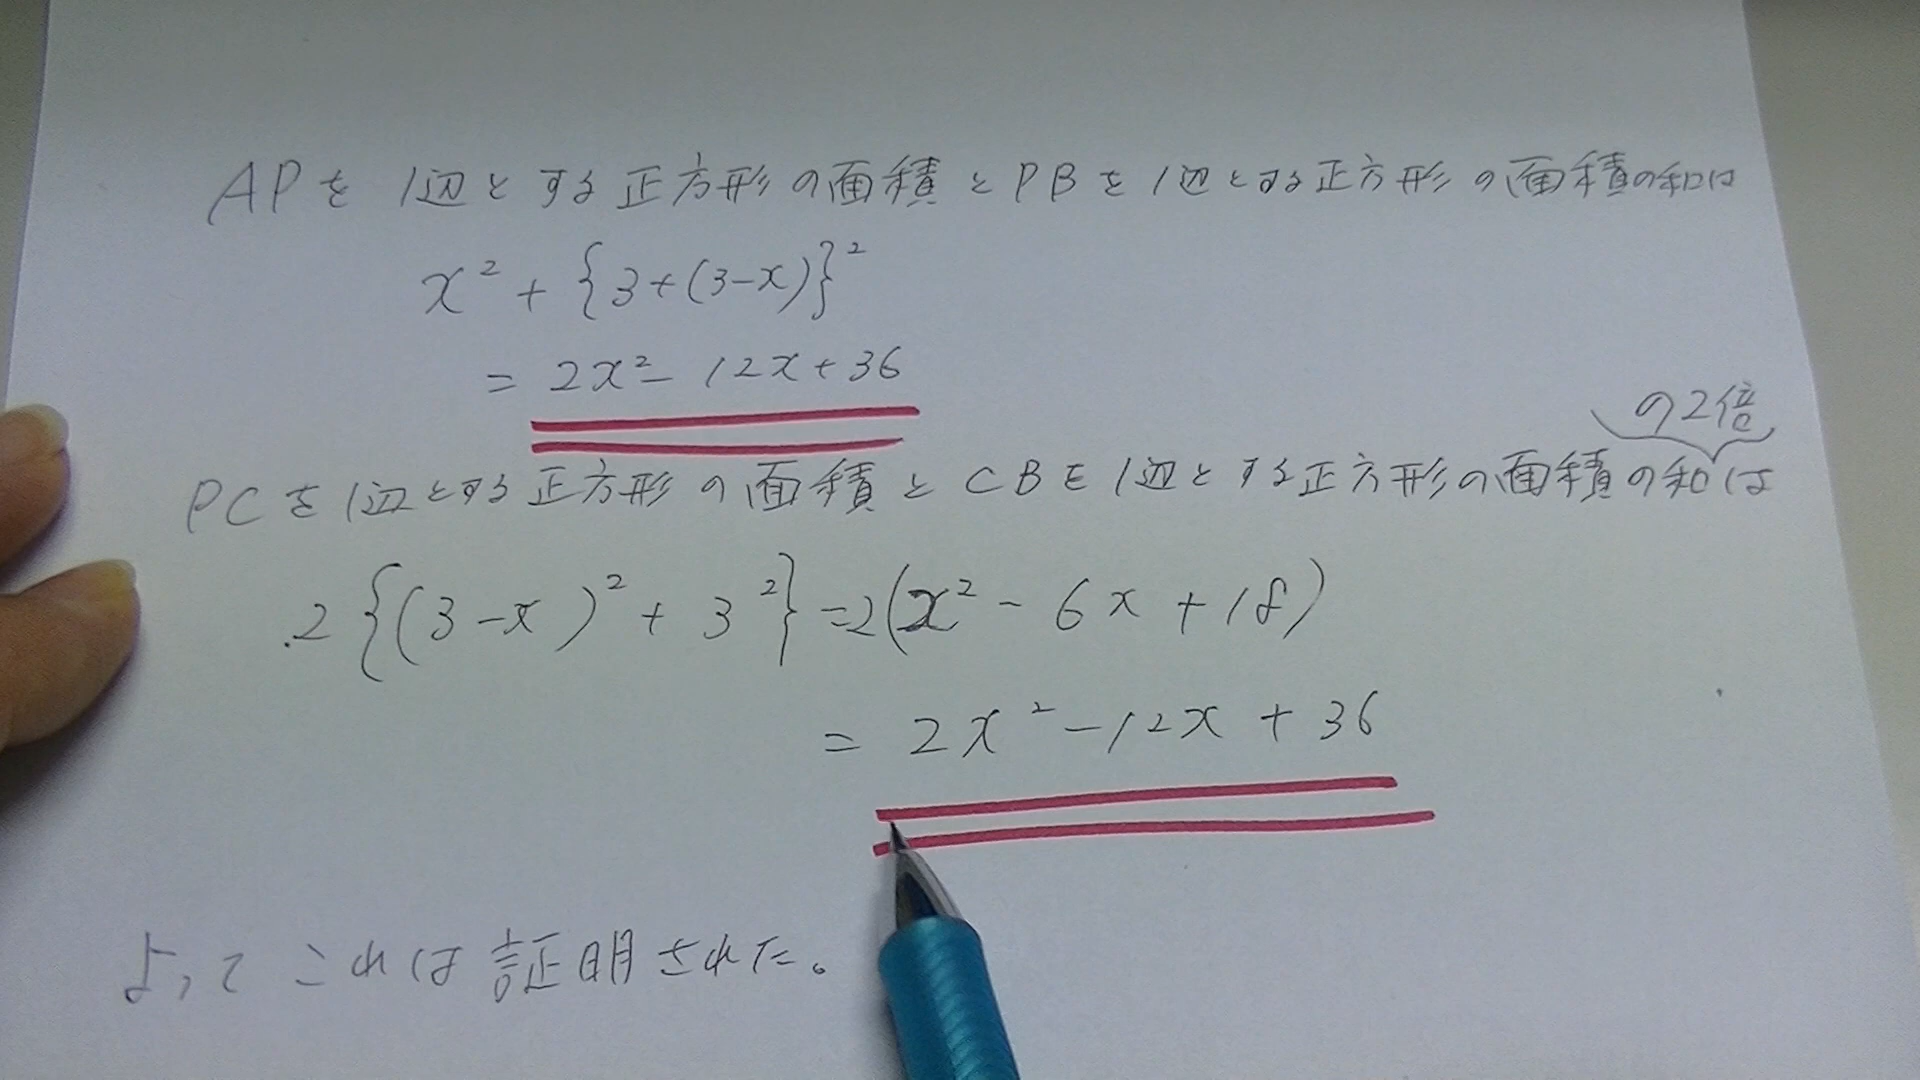 APを1辺とする正方形の面積とPBを1辺とする正方形の面積の和は
x² + {3+(3-x)}²
= 2x² - 12x + 36
の2倍
PCを1辺とする正方形の面積とCBを1辺とする正方形の面積の和は
2{(3-x)² + 3²} = 2(x² - 6x + 18)
= 2x² - 12x + 36
よって これは証明された。